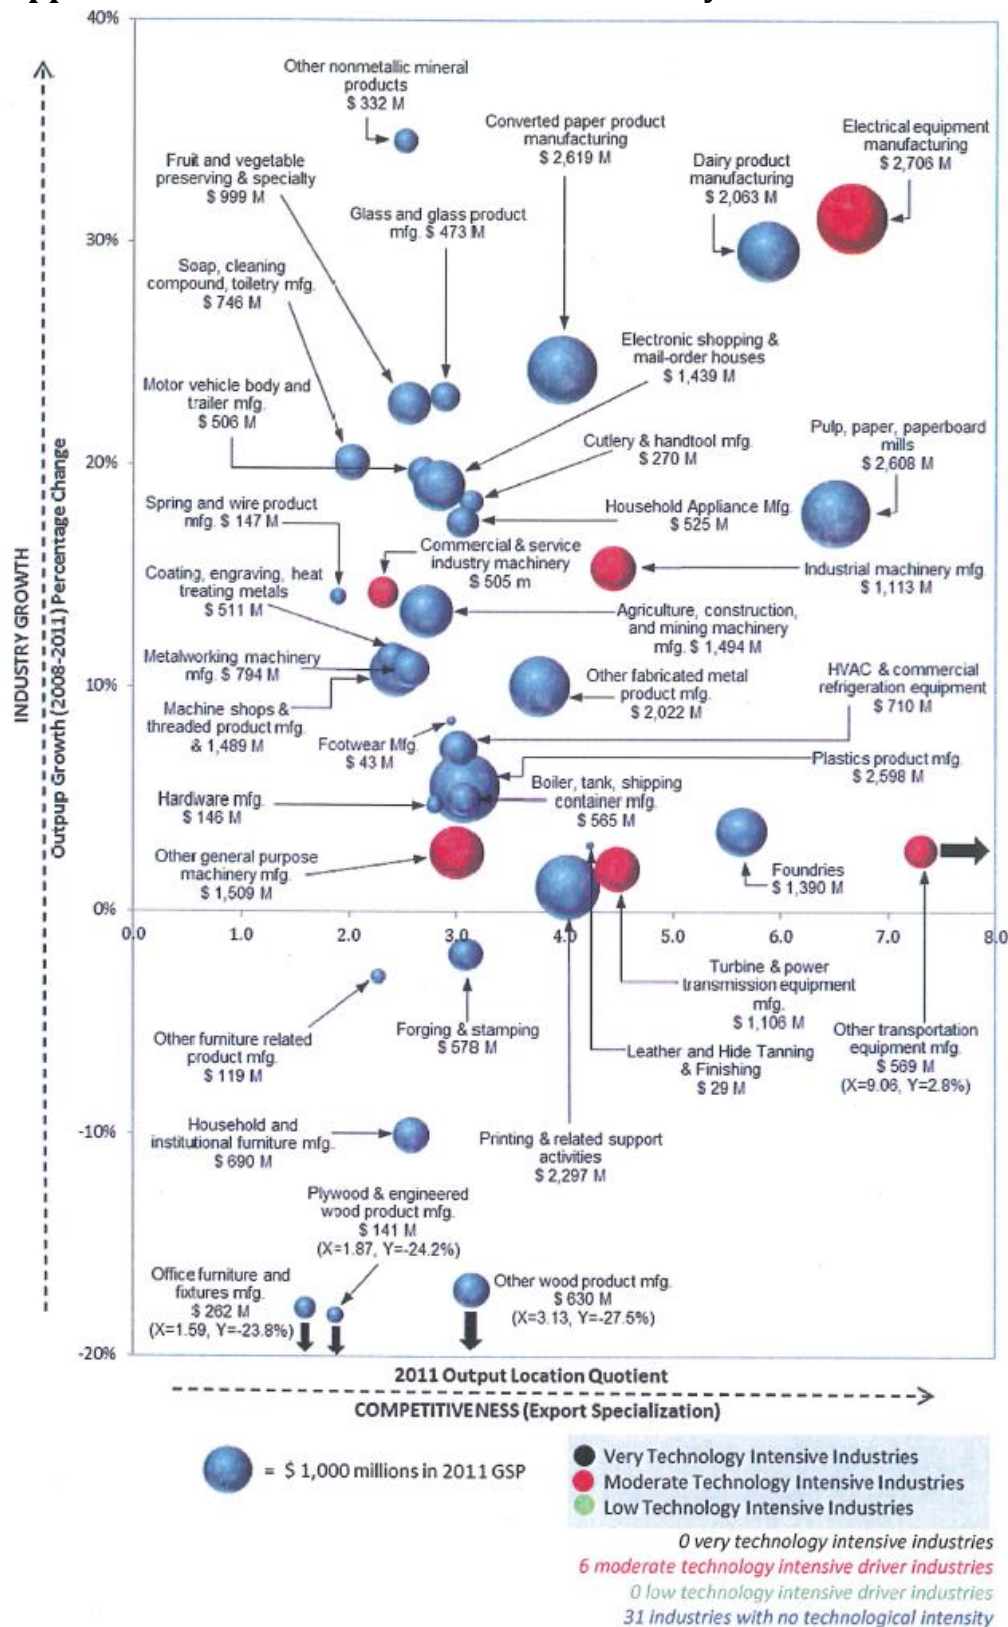 40%
Other nonmetallic mineral
products
$ 332 M
Converted paper product
manufacturing
$ 2,619 M
Electrical equipment
manufacturing
$ 2,706 M
Fruit and vegetable
preserving & specialty
$ 999 M
Dairy product
manufacturing
$ 2,063 M
Glass and glass product
mfg. $ 473 M
30%
Soap, cleaning
compound, toiletry mfg.
$ 746 M
Electronic shopping &
mail-order houses
$ 1,439 M
Motor vehicle body and
trailer mfg.
$ 506 M
Cutlery & handtool mfg.
$ 270 M
Pulp, paper, paperboard
mills
$ 2,608 M
20%
Spring and wire product
mfg. $ 147 M
Household Appliance Mfg.
$ 525 M
Commercial & service
industry machinery
$ 505 m
Industrial machinery mfg.
$ 1,113 M
Coating, engraving, heat
treating metals
$ 511 M
Agriculture, construction,
and mining machinery
mfg. $ 1,494 M
Metalworking machinery
mfg. $ 794 M
Other fabricated metal
product mfg.
$ 2,022 M
HVAC & commercial
refrigeration equipment
$ 710 M
10%
Machine shops &
threaded product mfg.
& 1,489 M
Footwear Mfg.
$ 43 M
Plastics product mfg.
$ 2,598 M
Hardware mfg.
$ 146 M
Boiler, tank, shipping
container mfg.
$ 565 M
Other general purpose
machinery mfg.
$ 1,509 M
Foundries
$ 1,390 M
0%
0.0 1.0 2.0 3.0 4.0 5.0 6.0 7.0 8.0
Turbine & power
transmission equipment
mfg.
$ 1,106 M
Other furniture related
product mfg.
$ 119 M
Forging & stamping
$ 578 M
Leather and Hide Tanning
& Finishing
$ 29 M
Other transportation
equipment mfg.
$ 569 M
(X=9.06, Y=2.8%)
-10%
Household and
institutional furniture mfg.
$ 690 M
Printing & related support
activities
$ 2,297 M
Plywood & engineered
wood product mfg.
$ 141 M
(X=1.87, Y=-24.2%)
Office furniture and
fixtures mfg.
$ 262 M
(X=1.59, Y=-23.8%)
Other wood product mfg.
$ 630 M
(X=3.13, Y=-27.5%)
-20%
INDUSTRY GROWTH
Outpup Growth (2008-2011) Percentage Change
2011 Output Location Quotient
COMPETITIVENESS (Export Specialization)
= $ 1,000 millions in 2011 GSP
Very Technology Intensive Industries
Moderate Technology Intensive Industries
Low Technology Intensive Industries
0 very technology intensive industries
6 moderate technology intensive driver industries
0 low technology intensive driver industries
31 industries with no technological intensity